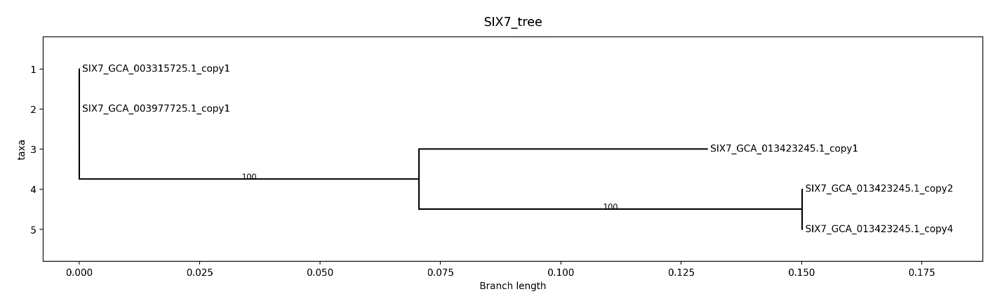 SIX7_tree
1
SIX7_GCA_003315725.1_copy1
2
SIX7_GCA_003977725.1_copy1
3
SIX7_GCA_013423245.1_copy1
taxa
100
4
SIX7_GCA_013423245.1_copy2
100
5
SIX7_GCA_013423245.1_copy4
0.000 0.025 0.050 0.075 0.100 0.125 0.150 0.175
Branch length